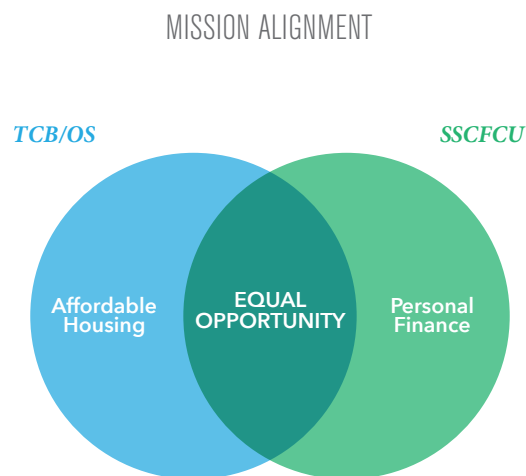 MISSION ALIGNMENT
TCB/OS
SSCFCU
Affordable
Housing
EQUAL
OPPORTUNITY
Personal
Finance